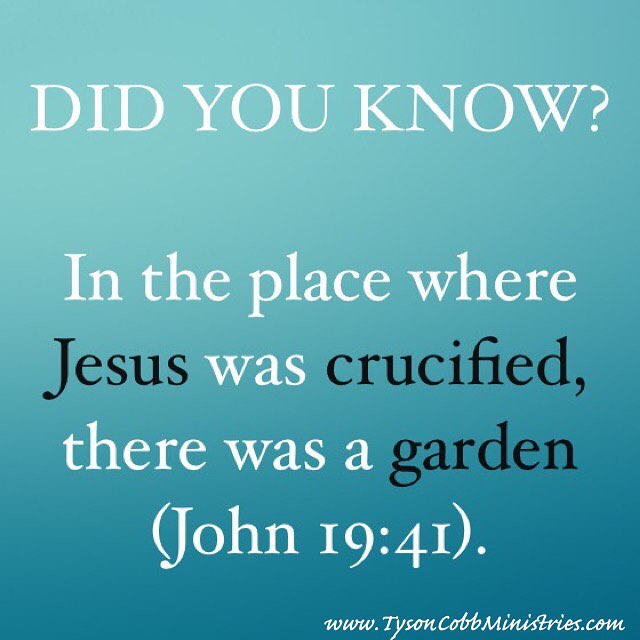 DID YOU KNOW?
In the place where
Jesus was crucified,
there was a garden
(John 19:41).
www.TysonCobbMinistries.com